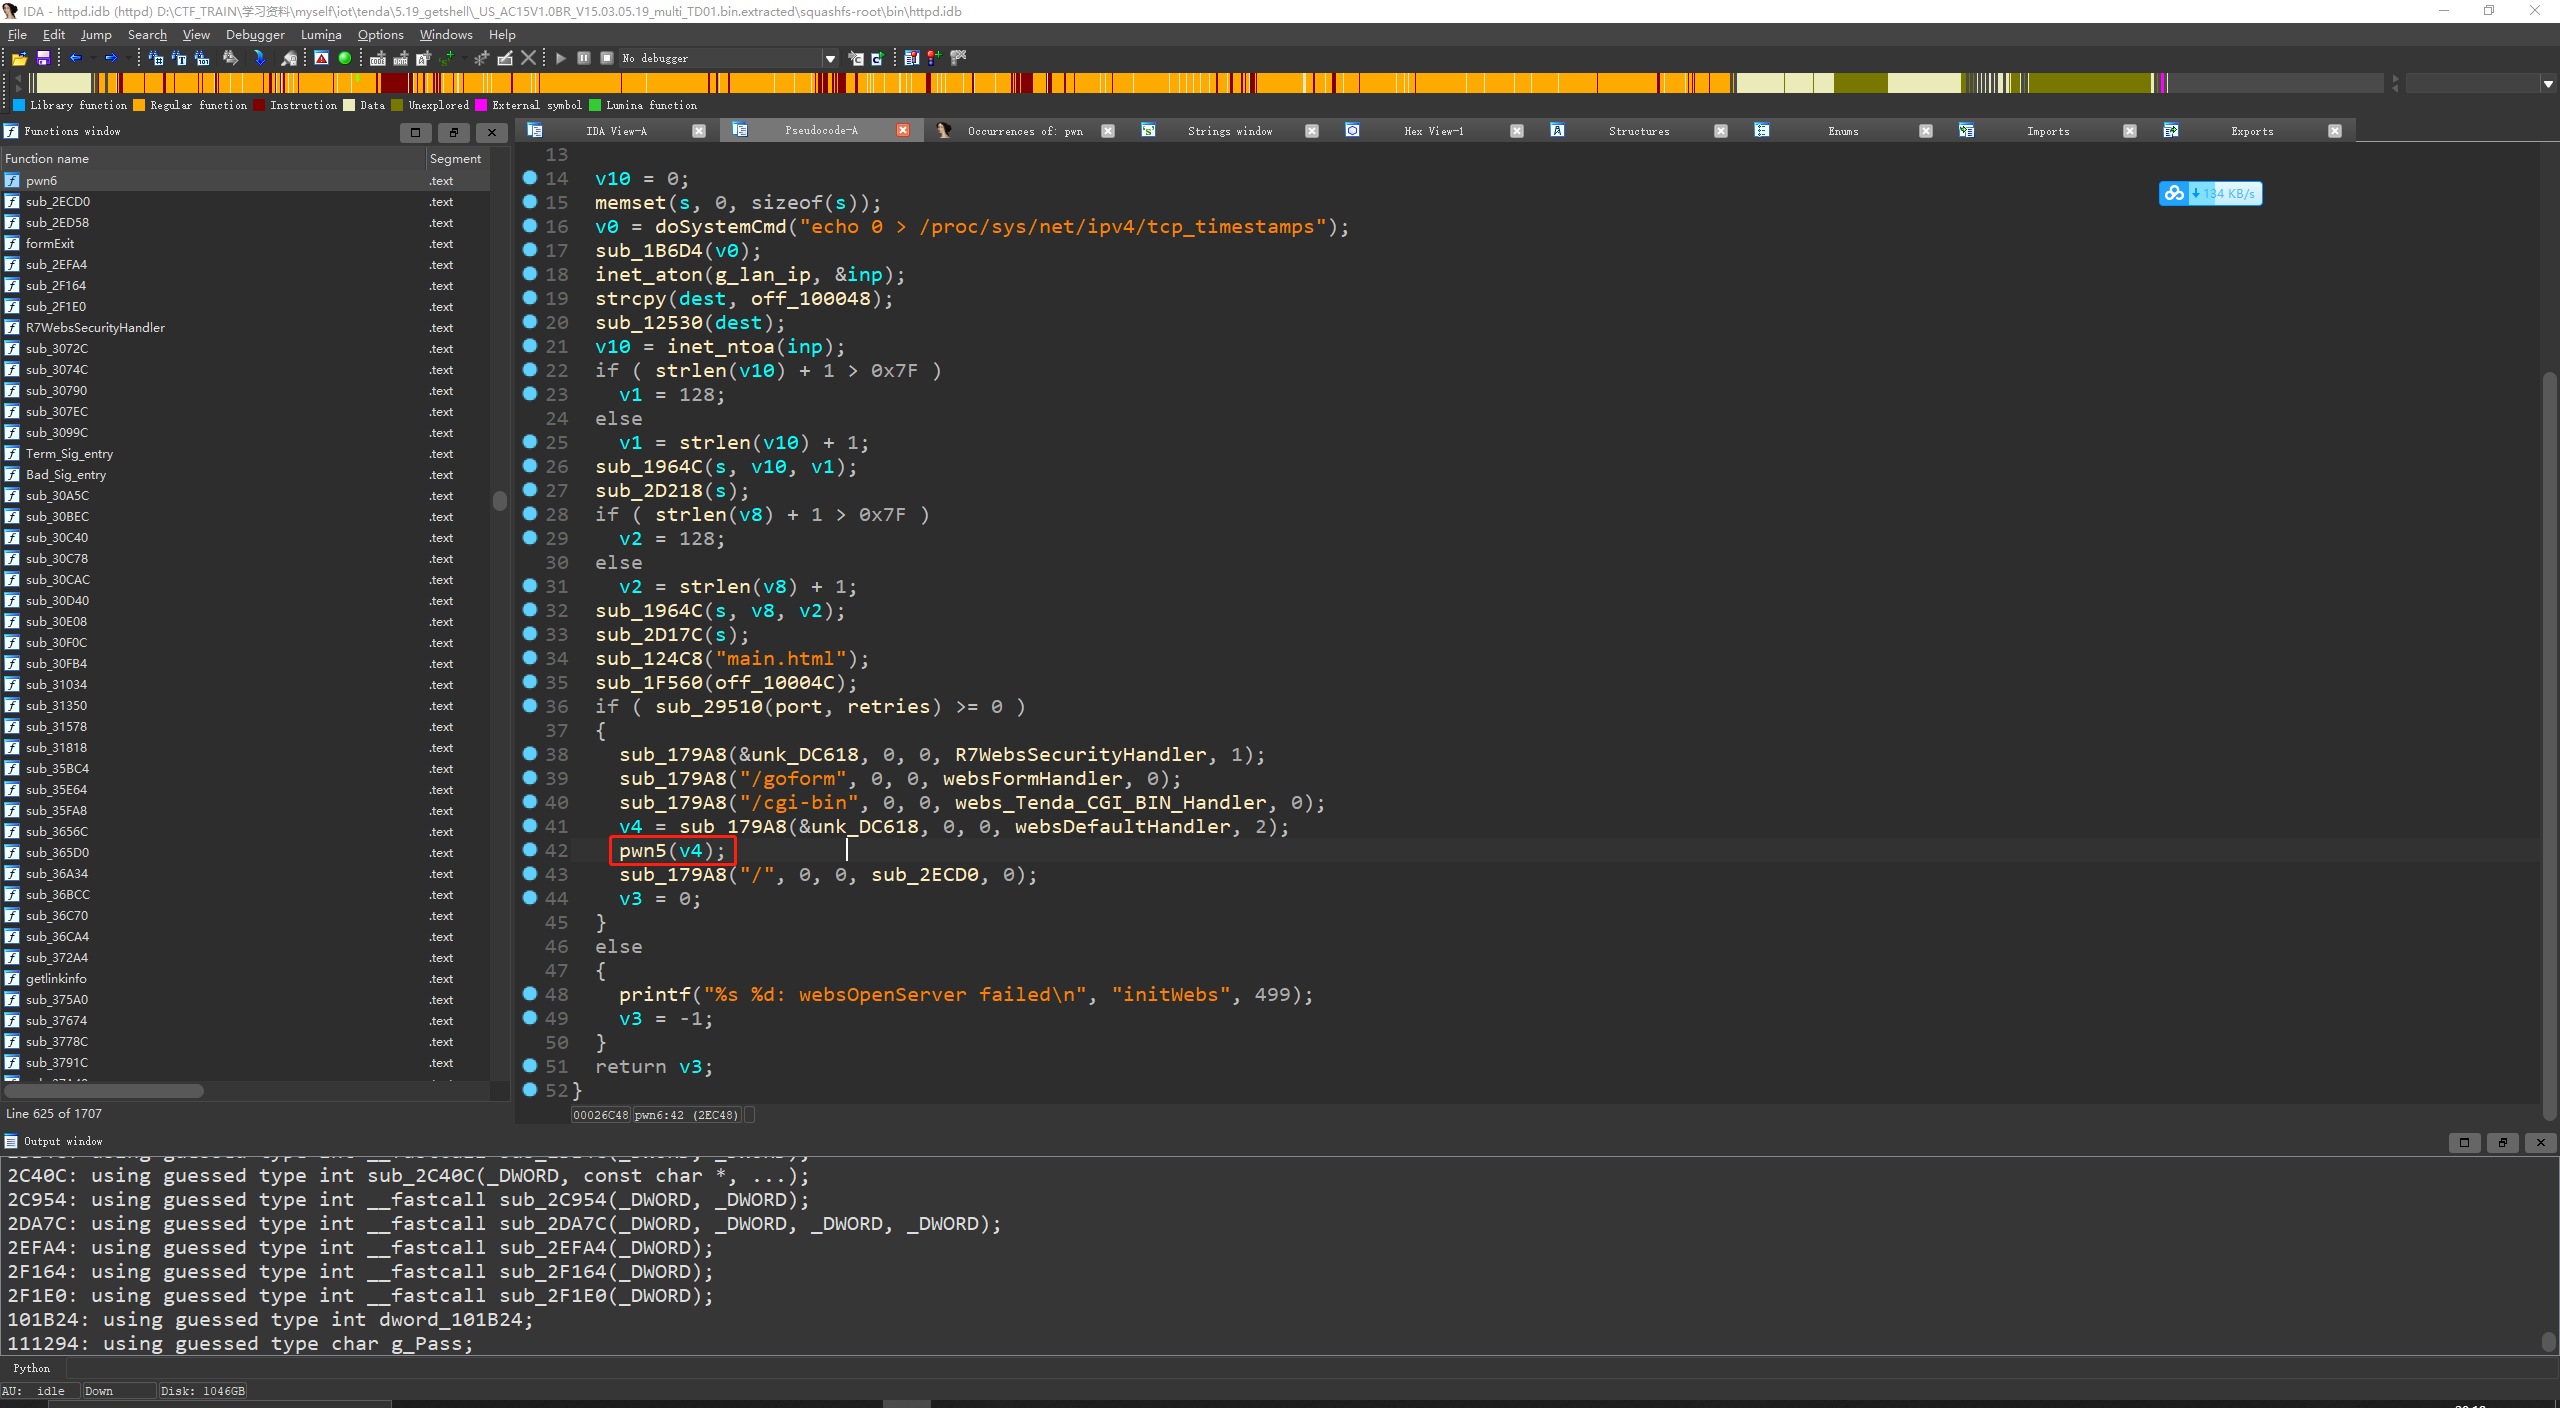 IDA - httpd.idb (httpd) D:\CTF_TRAIN\学习资料\myself\iot\tenda\5.19_getshell\_US_AC15V1.0BR_V15.03.05.19_multi_TD01.bin.extracted\squashfs-root\bin\httpd.idb
File Edit Jump Search View Debugger Lumina Options Windows Help
No debugger
Library function Regular function Instruction Data Unexplored External symbol Lumina function
Functions window
IDA View-A Pseudocode-A Occurrences of: pwn Strings window Hex View-1 Structures Enums Imports Exports
Function name Segment
pwn6 .text
sub_2ECD0 .text
sub_2ED58 .text
formExit .text
sub_2EFA4 .text
sub_2F164 .text
sub_2F1E0 .text
R7WebsSecurityHandler .text
sub_3072C .text
sub_3074C .text
sub_30790 .text
sub_307EC .text
sub_3099C .text
Term_Sig_entry .text
Bad_Sig_entry .text
sub_30A5C .text
sub_30BEC .text
sub_30C40 .text
sub_30C78 .text
sub_30CAC .text
sub_30D40 .text
sub_30E08 .text
sub_30F0C .text
sub_30FB4 .text
sub_31034 .text
sub_31350 .text
sub_31578 .text
sub_31818 .text
sub_35BC4 .text
sub_35E64 .text
sub_35FA8 .text
sub_3656C .text
sub_365D0 .text
sub_36A34 .text
sub_36BCC .text
sub_36C70 .text
sub_36CA4 .text
sub_372A4 .text
getlinkinfo .text
sub_375A0 .text
sub_37674 .text
sub_3778C .text
sub_3791C .text
Line 625 of 1707
13
14 v10 = 0;
15 memset(s, 0, sizeof(s));
16 v0 = doSystemCmd("echo 0 > /proc/sys/net/ipv4/tcp_timestamps");
17 sub_1B6D4(v0);
18 inet_aton(g_lan_ip, &inp);
19 strcpy(dest, off_100048);
20 sub_12530(dest);
21 v10 = inet_ntoa(inp);
22 if ( strlen(v10) + 1 > 0x7F )
23 v1 = 128;
24 else
25 v1 = strlen(v10) + 1;
26 sub_1964C(s, v10, v1);
27 sub_2D218(s);
28 if ( strlen(v8) + 1 > 0x7F )
29 v2 = 128;
30 else
31 v2 = strlen(v8) + 1;
32 sub_1964C(s, v8, v2);
33 sub_2D17C(s);
34 sub_124C8("main.html");
35 sub_1F560(off_10004C);
36 if ( sub_29510(port, retries) >= 0 )
37 {
38 sub_179A8(&unk_DC618, 0, 0, R7WebsSecurityHandler, 1);
39 sub_179A8("/goform", 0, 0, websFormHandler, 0);
40 sub_179A8("/cgi-bin", 0, 0, webs_Tenda_CGI_BIN_Handler, 0);
41 v4 = sub_179A8(&unk_DC618, 0, 0, websDefaultHandler, 2);
42 pwn5(v4);
43 sub_179A8("/", 0, 0, sub_2ECD0, 0);
44 v3 = 0;
45 }
46 else
47 {
48 printf("%s %d: websOpenServer failed\n", "initWebs", 499);
49 v3 = -1;
50 }
51 return v3;
52 }
00026C48 pwn6:42 (2EC48)
134 KB/s
Output window
2C40C: using guessed type int sub_2C40C(_DWORD, const char *, ...);
2C954: using guessed type int __fastcall sub_2C954(_DWORD, _DWORD);
2DA7C: using guessed type int __fastcall sub_2DA7C(_DWORD, _DWORD, _DWORD, _DWORD);
2EFA4: using guessed type int __fastcall sub_2EFA4(_DWORD);
2F164: using guessed type int __fastcall sub_2F164(_DWORD);
2F1E0: using guessed type int __fastcall sub_2F1E0(_DWORD);
101B24: using guessed type int dword_101B24;
111294: using guessed type char g_Pass;
Python
AU: idle Down Disk: 1046GB